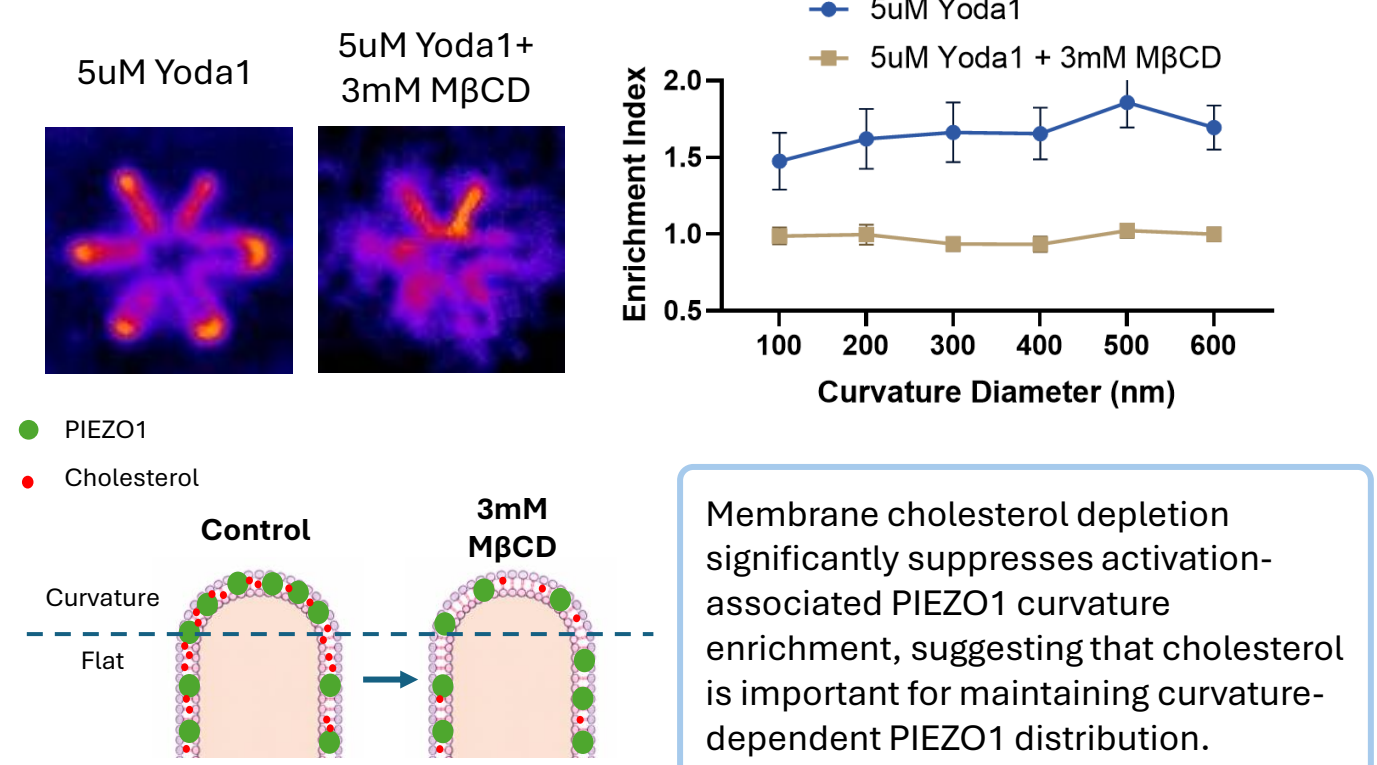 5uM Yoda1
5uM Yoda1+
3mM MβCD
5uM Yoda1
5uM Yoda1 + 3mM MβCD
Enrichment Index
2.0
1.5
1.0
0.5
100 200 300 400 500 600
Curvature Diameter (nm)
PIEZO1
Cholesterol
Control
3mM
MβCD
Curvature
Flat
Membrane cholesterol depletion
significantly suppresses activation-
associated PIEZO1 curvature
enrichment, suggesting that cholesterol
is important for maintaining curvature-
dependent PIEZO1 distribution.